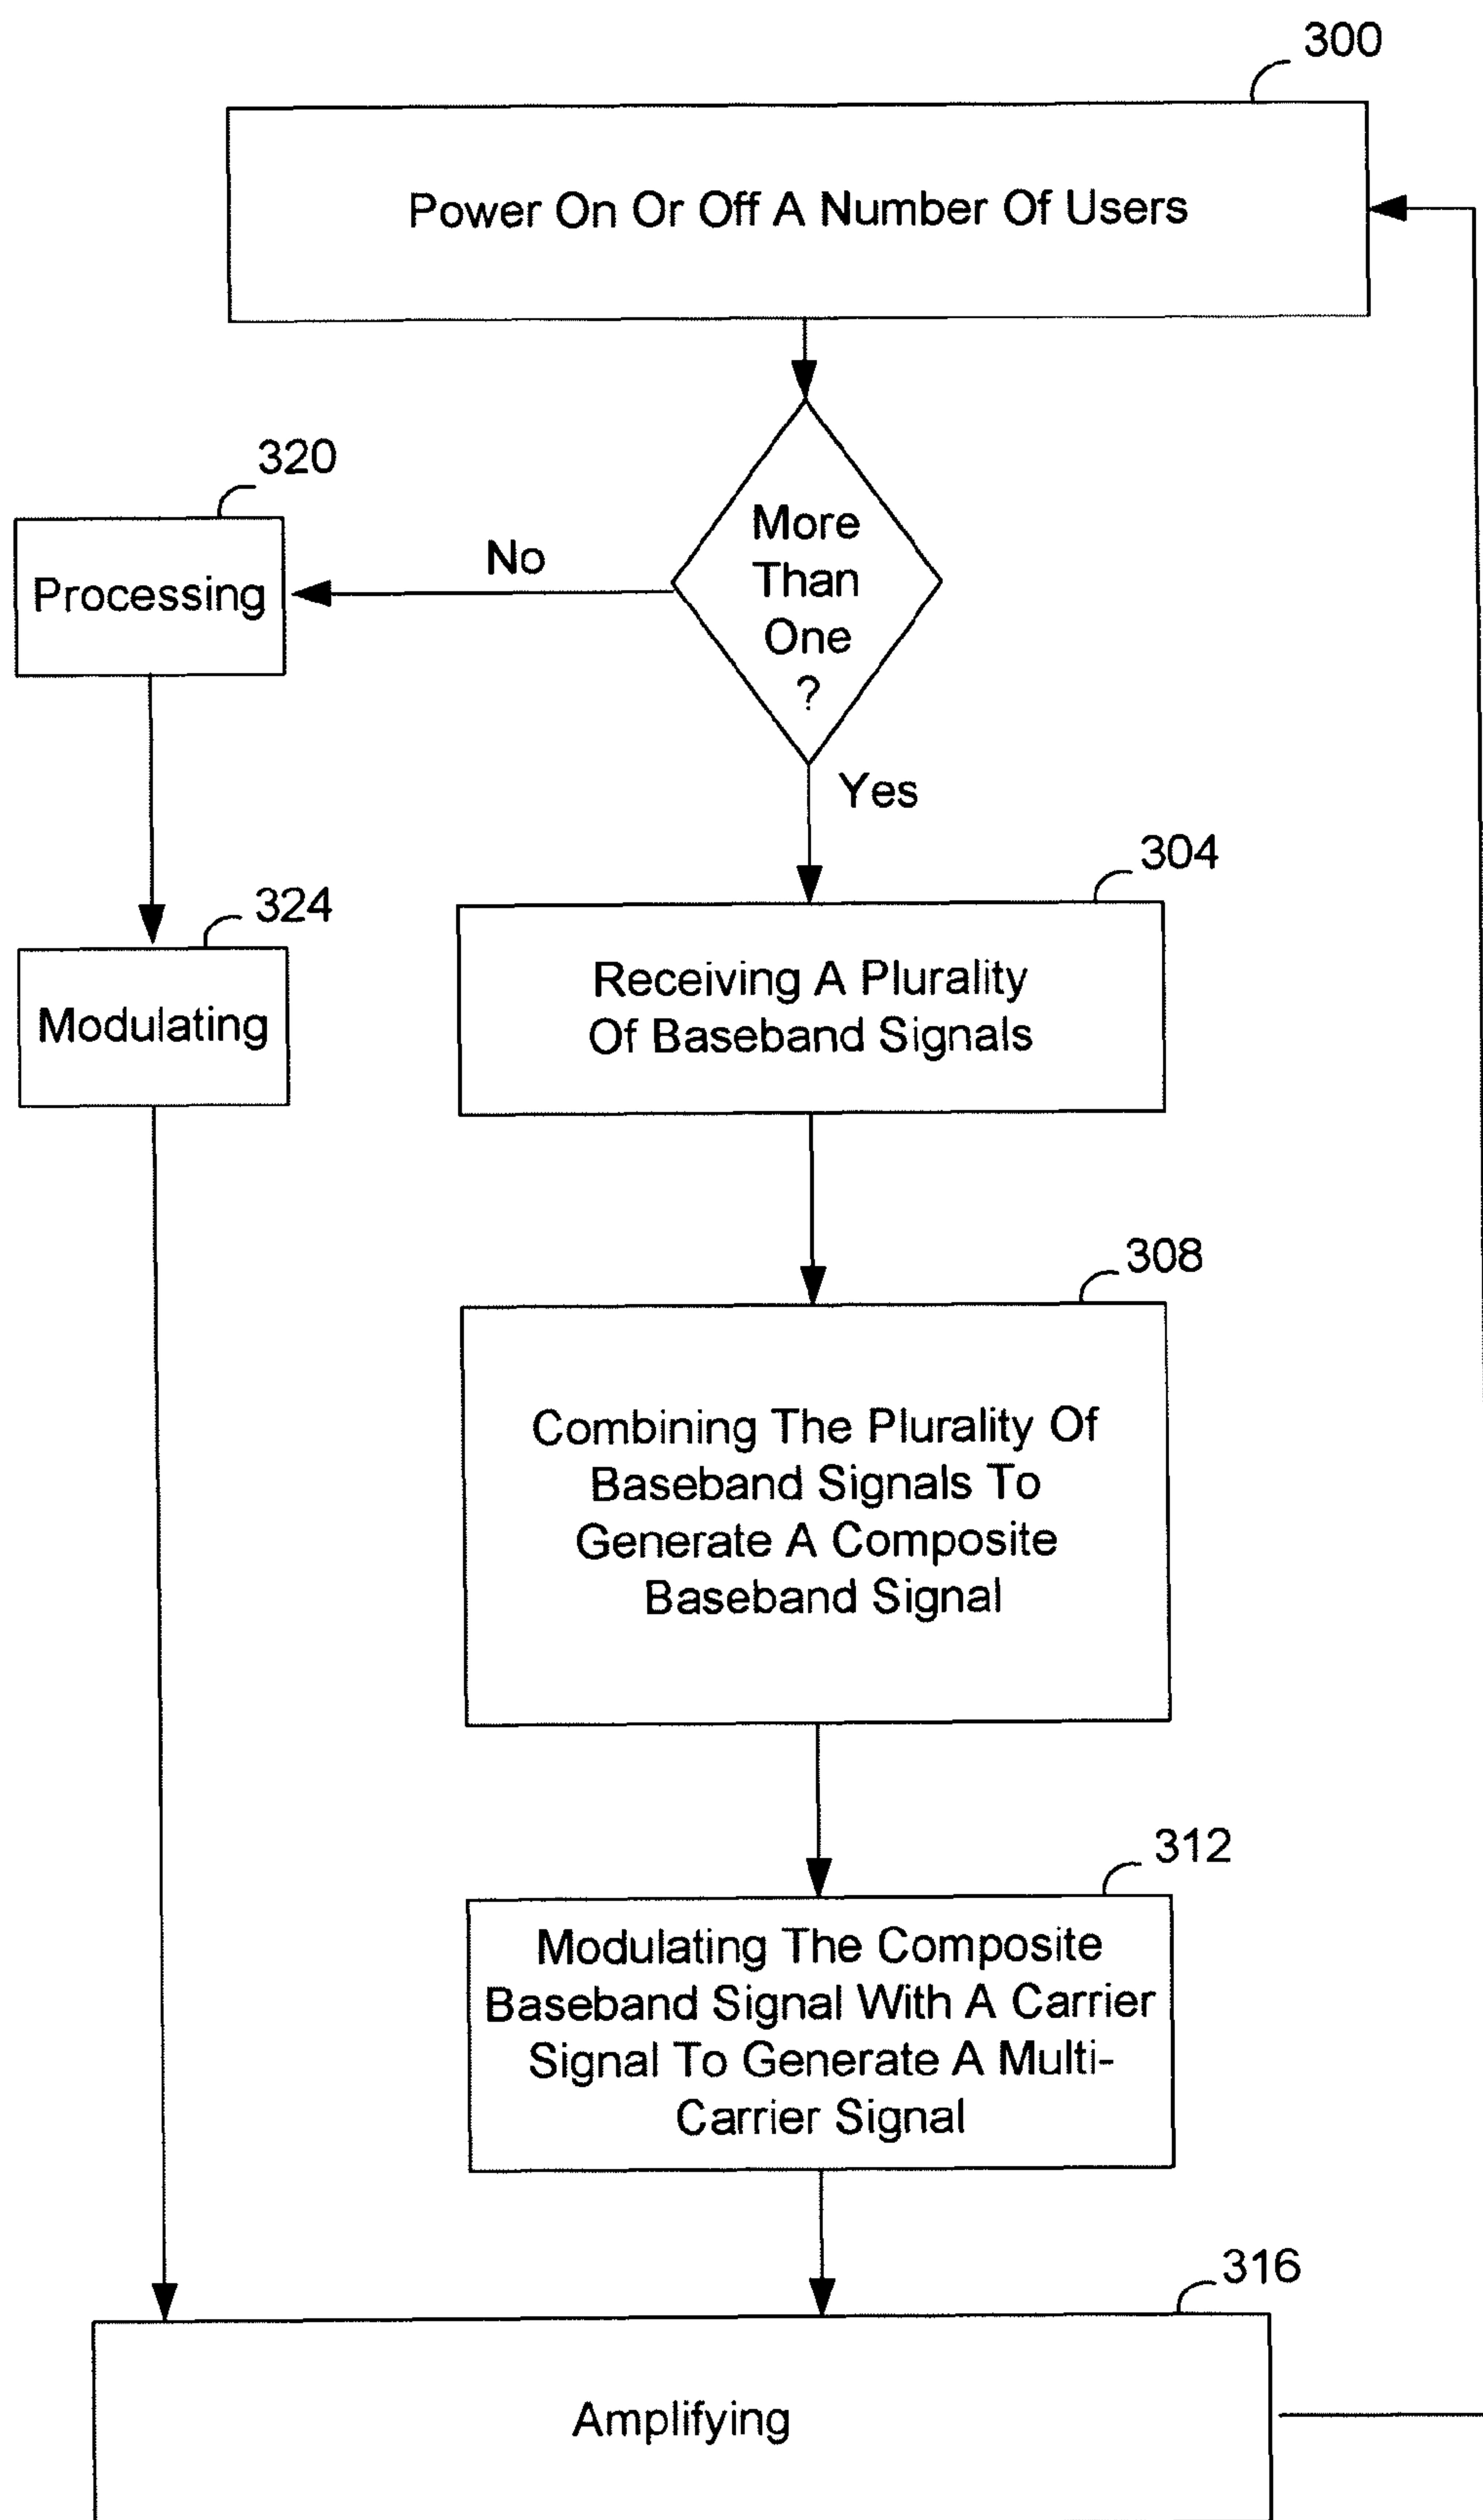 300
Power On Or Off A Number Of Users
320
More
Than
One
?
No
Processing
Yes
304
324
Receiving A Plurality
Of Baseband Signals
Modulating
308
Combining The Plurality Of
Baseband Signals To
Generate A Composite
Baseband Signal
312
Modulating The Composite
Baseband Signal With A Carrier
Signal To Generate A Multi-
Carrier Signal
316
Amplifying